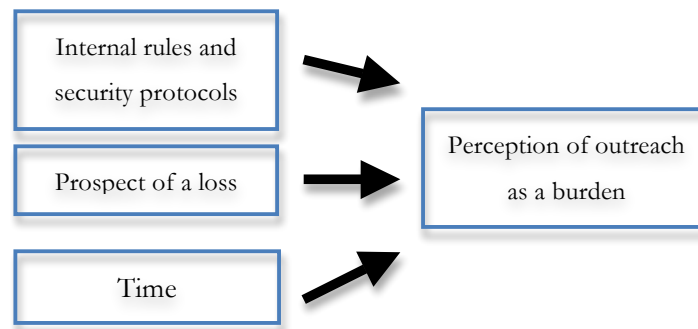 Internal rules and
security protocols
Prospect of a loss
Time
Perception of outreach
as a burden